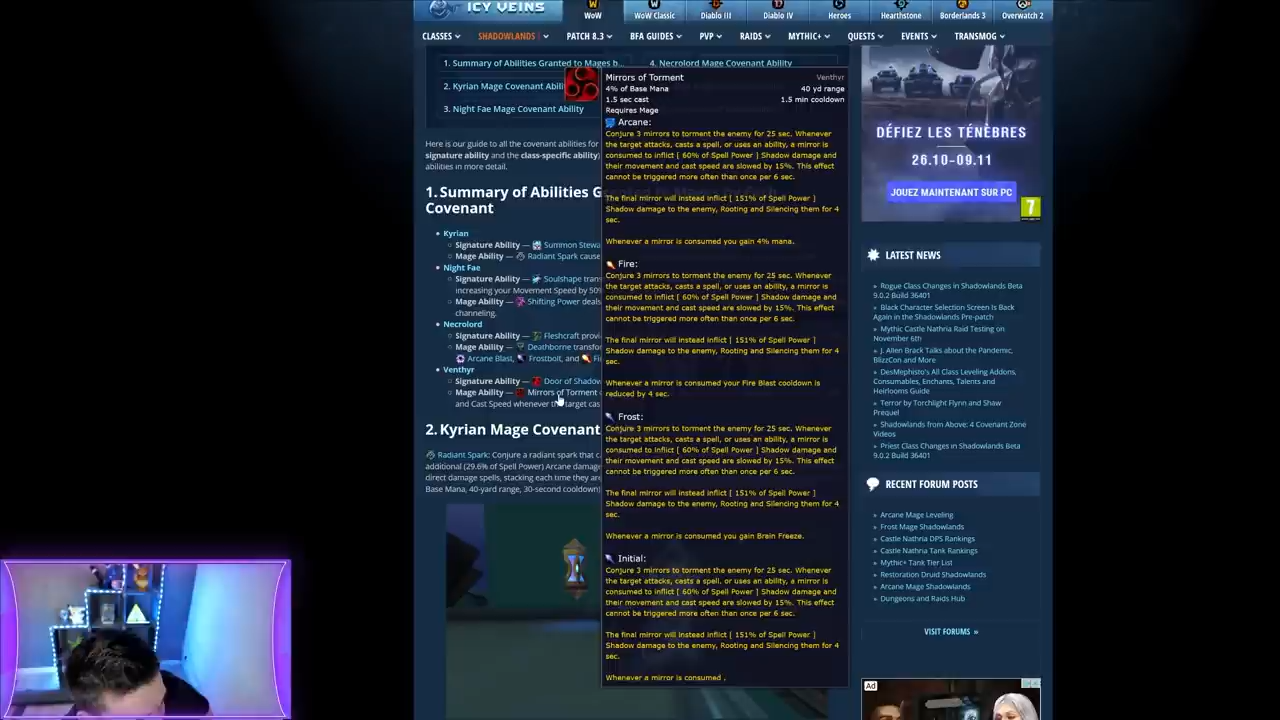 ICY VEINS
WoW
WoW Classic
Diablo III
Diablo IV
Heroes
Hearthstone
Borderlands 3
Overwatch 2
CLASSES
SHADOWLANDS
PATCH 8.3
BFA GUIDES
PVP
RAIDS
MYTHIC+
QUESTS
EVENTS
TRANSMOG
1. Summary of Abilities Granted to Mages b...
2. Kyrian Mage Covenant Abili
3. Night Fae Mage Covenant Ability
4. Necrolord Mage Covenant Ability
Here is our guide to all the covenant abilities for
signature ability and the class-specific ability)
abilities in more detail.
1. Summary of Abilities G
Covenant
Kyrian
Signature Ability — Summon Stewa
Mage Ability — Radiant Spark cause
Night Fae
Signature Ability — Soulshape trans
increasing your Movement Speed by 50%
Mage Ability — Shifting Power deals
channeling.
Necrolord
Signature Ability — Fleshcraft provi
Mage Ability — Deathborne transfo
Arcane Blast, Frostbolt, and Fi
Venthyr
Signature Ability — Door of Shadow
Mage Ability — Mirrors of Torment
and Cast Speed whenever the target cas
2. Kyrian Mage Covenant
Radiant Spark: Conjure a radiant spark that c
additional (29.6% of Spell Power) Arcane damag
direct damage spells, stacking each time they are
Base Mana, 40-yard range, 30-second cooldown)
Mirrors of Torment Venthyr
4% of Base Mana 40 yd range
1.5 sec cast 1.5 min cooldown
Requires Mage
Arcane:
Conjure 3 mirrors to torment the enemy for 25 sec. Whenever
the target attacks, casts a spell, or uses an ability, a mirror is
consumed to inflict [ 60% of Spell Power ] Shadow damage and
their movement and cast speed are slowed by 15%. This effect
cannot be triggered more often than once per 6 sec.
The final mirror will instead inflict [ 151% of Spell Power ]
Shadow damage to the enemy, Rooting and Silencing them for 4
sec.
Whenever a mirror is consumed you gain 4% mana.
Fire:
Conjure 3 mirrors to torment the enemy for 25 sec. Whenever
the target attacks, casts a spell, or uses an ability, a mirror is
consumed to inflict [ 60% of Spell Power ] Shadow damage and
their movement and cast speed are slowed by 15%. This effect
cannot be triggered more often than once per 6 sec.
The final mirror will instead inflict [ 151% of Spell Power ]
Shadow damage to the enemy, Rooting and Silencing them for 4
sec.
Whenever a mirror is consumed your Fire Blast cooldown is
reduced by 4 sec.
Frost:
Conjure 3 mirrors to torment the enemy for 25 sec. Whenever
the target attacks, casts a spell, or uses an ability, a mirror is
consumed to inflict [ 60% of Spell Power ] Shadow damage and
their movement and cast speed are slowed by 15%. This effect
cannot be triggered more often than once per 6 sec.
The final mirror will instead inflict [ 151% of Spell Power ]
Shadow damage to the enemy, Rooting and Silencing them for 4
sec.
Whenever a mirror is consumed you gain Brain Freeze.
Initial:
Conjure 3 mirrors to torment the enemy for 25 sec. Whenever
the target attacks, casts a spell, or uses an ability, a mirror is
consumed to inflict [ 60% of Spell Power ] Shadow damage and
their movement and cast speed are slowed by 15%. This effect
cannot be triggered more often than once per 6 sec.
The final mirror will instead inflict [ 151% of Spell Power ]
Shadow damage to the enemy, Rooting and Silencing them for 4
sec.
Whenever a mirror is consumed .
DÉFIEZ LES TÉNÈBRES
26.10-09.11
JOUEZ MAINTENANT SUR PC
7
LATEST NEWS
» Rogue Class Changes in Shadowlands Beta
9.0.2 Build 36401
» Black Character Selection Screen Is Back
Again in the Shadowlands Pre-patch
» Mythic Castle Nathria Raid Testing on
November 6th
» J. Allen Brack Talks about the Pandemic,
BlizzCon and More
» DesMephisto's All Class Leveling Addons,
Consumables, Enchants, Talents and
Heirlooms Guide
» Terror by Torchlight Flynn and Shaw
Prequel
» Shadowlands from Above: 4 Covenant Zone
Videos
» Priest Class Changes in Shadowlands Beta
9.0.2 Build 36401
RECENT FORUM POSTS
» Arcane Mage Leveling
» Frost Mage Shadowlands
» Castle Nathria DPS Rankings
» Castle Nathria Tank Rankings
» Mythic+ Tank Tier List
» Restoration Druid Shadowlands
» Arcane Mage Shadowlands
» Dungeons and Raids Hub
VISIT FORUMS »
Ad